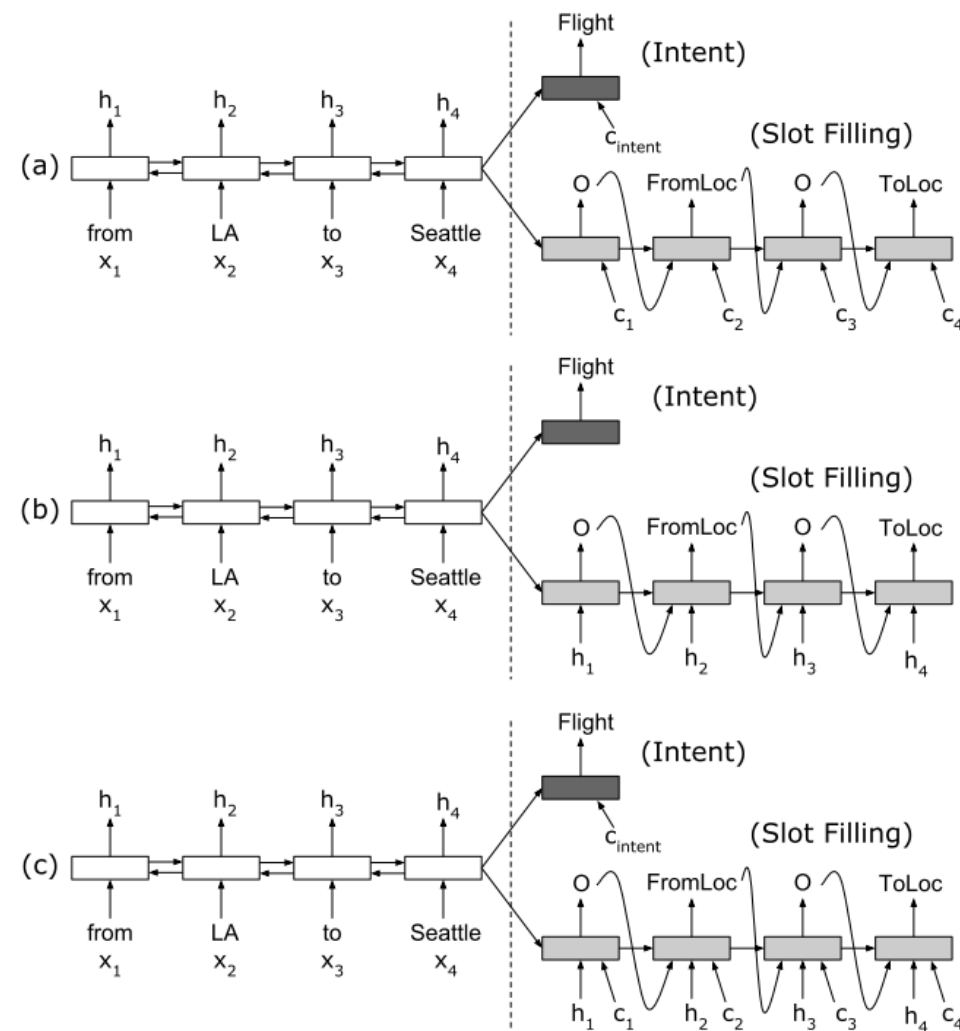 Flight
(Intent)
h1 h2 h3 h4
cintent
(Slot Filling)
(a)
O FromLoc O ToLoc
from LA to Seattle
x1 x2 x3 x4
c1 c2 c3 c4
Flight
(Intent)
h1 h2 h3 h4
(Slot Filling)
(b)
O FromLoc O ToLoc
from LA to Seattle
x1 x2 x3 x4
h1 h2 h3 h4
Flight
(Intent)
h1 h2 h3 h4
cintent
(Slot Filling)
(c)
O FromLoc O ToLoc
from LA to Seattle
x1 x2 x3 x4
h1 c1 h2 c2 h3 c3 h4 c4